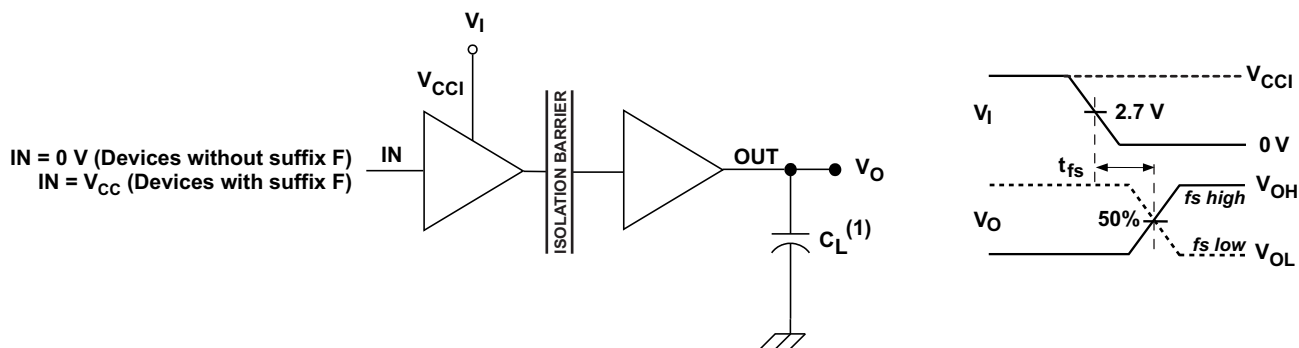 V_I
V_CCI
ISOLATION BARRIER
IN = 0 V (Devices without suffix F)
IN = V_CC (Devices with suffix F)
IN
OUT
V_O
C_L^(1)
V_I
V_CCI
2.7 V
0 V
t_fs
V_O
50%
fs high
V_OH
fs low
V_OL